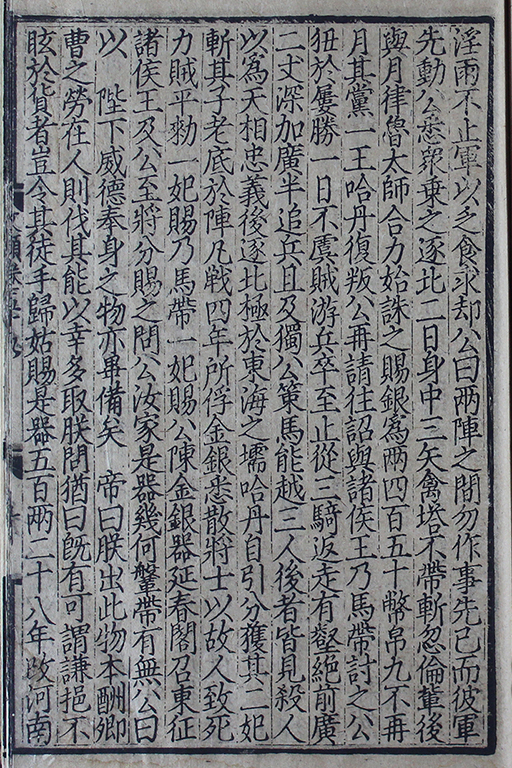 淫雨不止軍以乏食求却公曰兩陣之間勿作事先已而彼軍
先動公悉衆乗之逐北二日身中三矢禽塔不帶斬忽倫輩後
與月律魯太師合力始誅之賜銀為兩四百五十幣帛九不再
月其黨一王哈丹復叛公再請往詔與諸侯王乃馬帶討之公
狃於屢勝一日不虞賊游兵卒至止從三騎返走有壑絶前廣
二丈深加廣半追兵且及獨公策馬能越三人後者皆見殺人
以為天相忠義後逐北極於東海之壖哈丹自引分獲其二妃
斬其子老底於陣凡戦四年所俘金銀悉散將士以故人致死
力賊平勑一妃賜乃馬帶一妃賜公陳金銀器延春閣召東征
諸侯王及公至將分賜之問公汝家是器幾何鞶帶有無公曰
以 陛下威德奉身之物亦畢備矣 帝曰朕出此物本酬卿
曹之勞在人則伐其能以幸多取朕問猶曰既有可謂謙挹不
眩於貨者豈令其徒手歸姑賜是器五百兩二十八年改河南